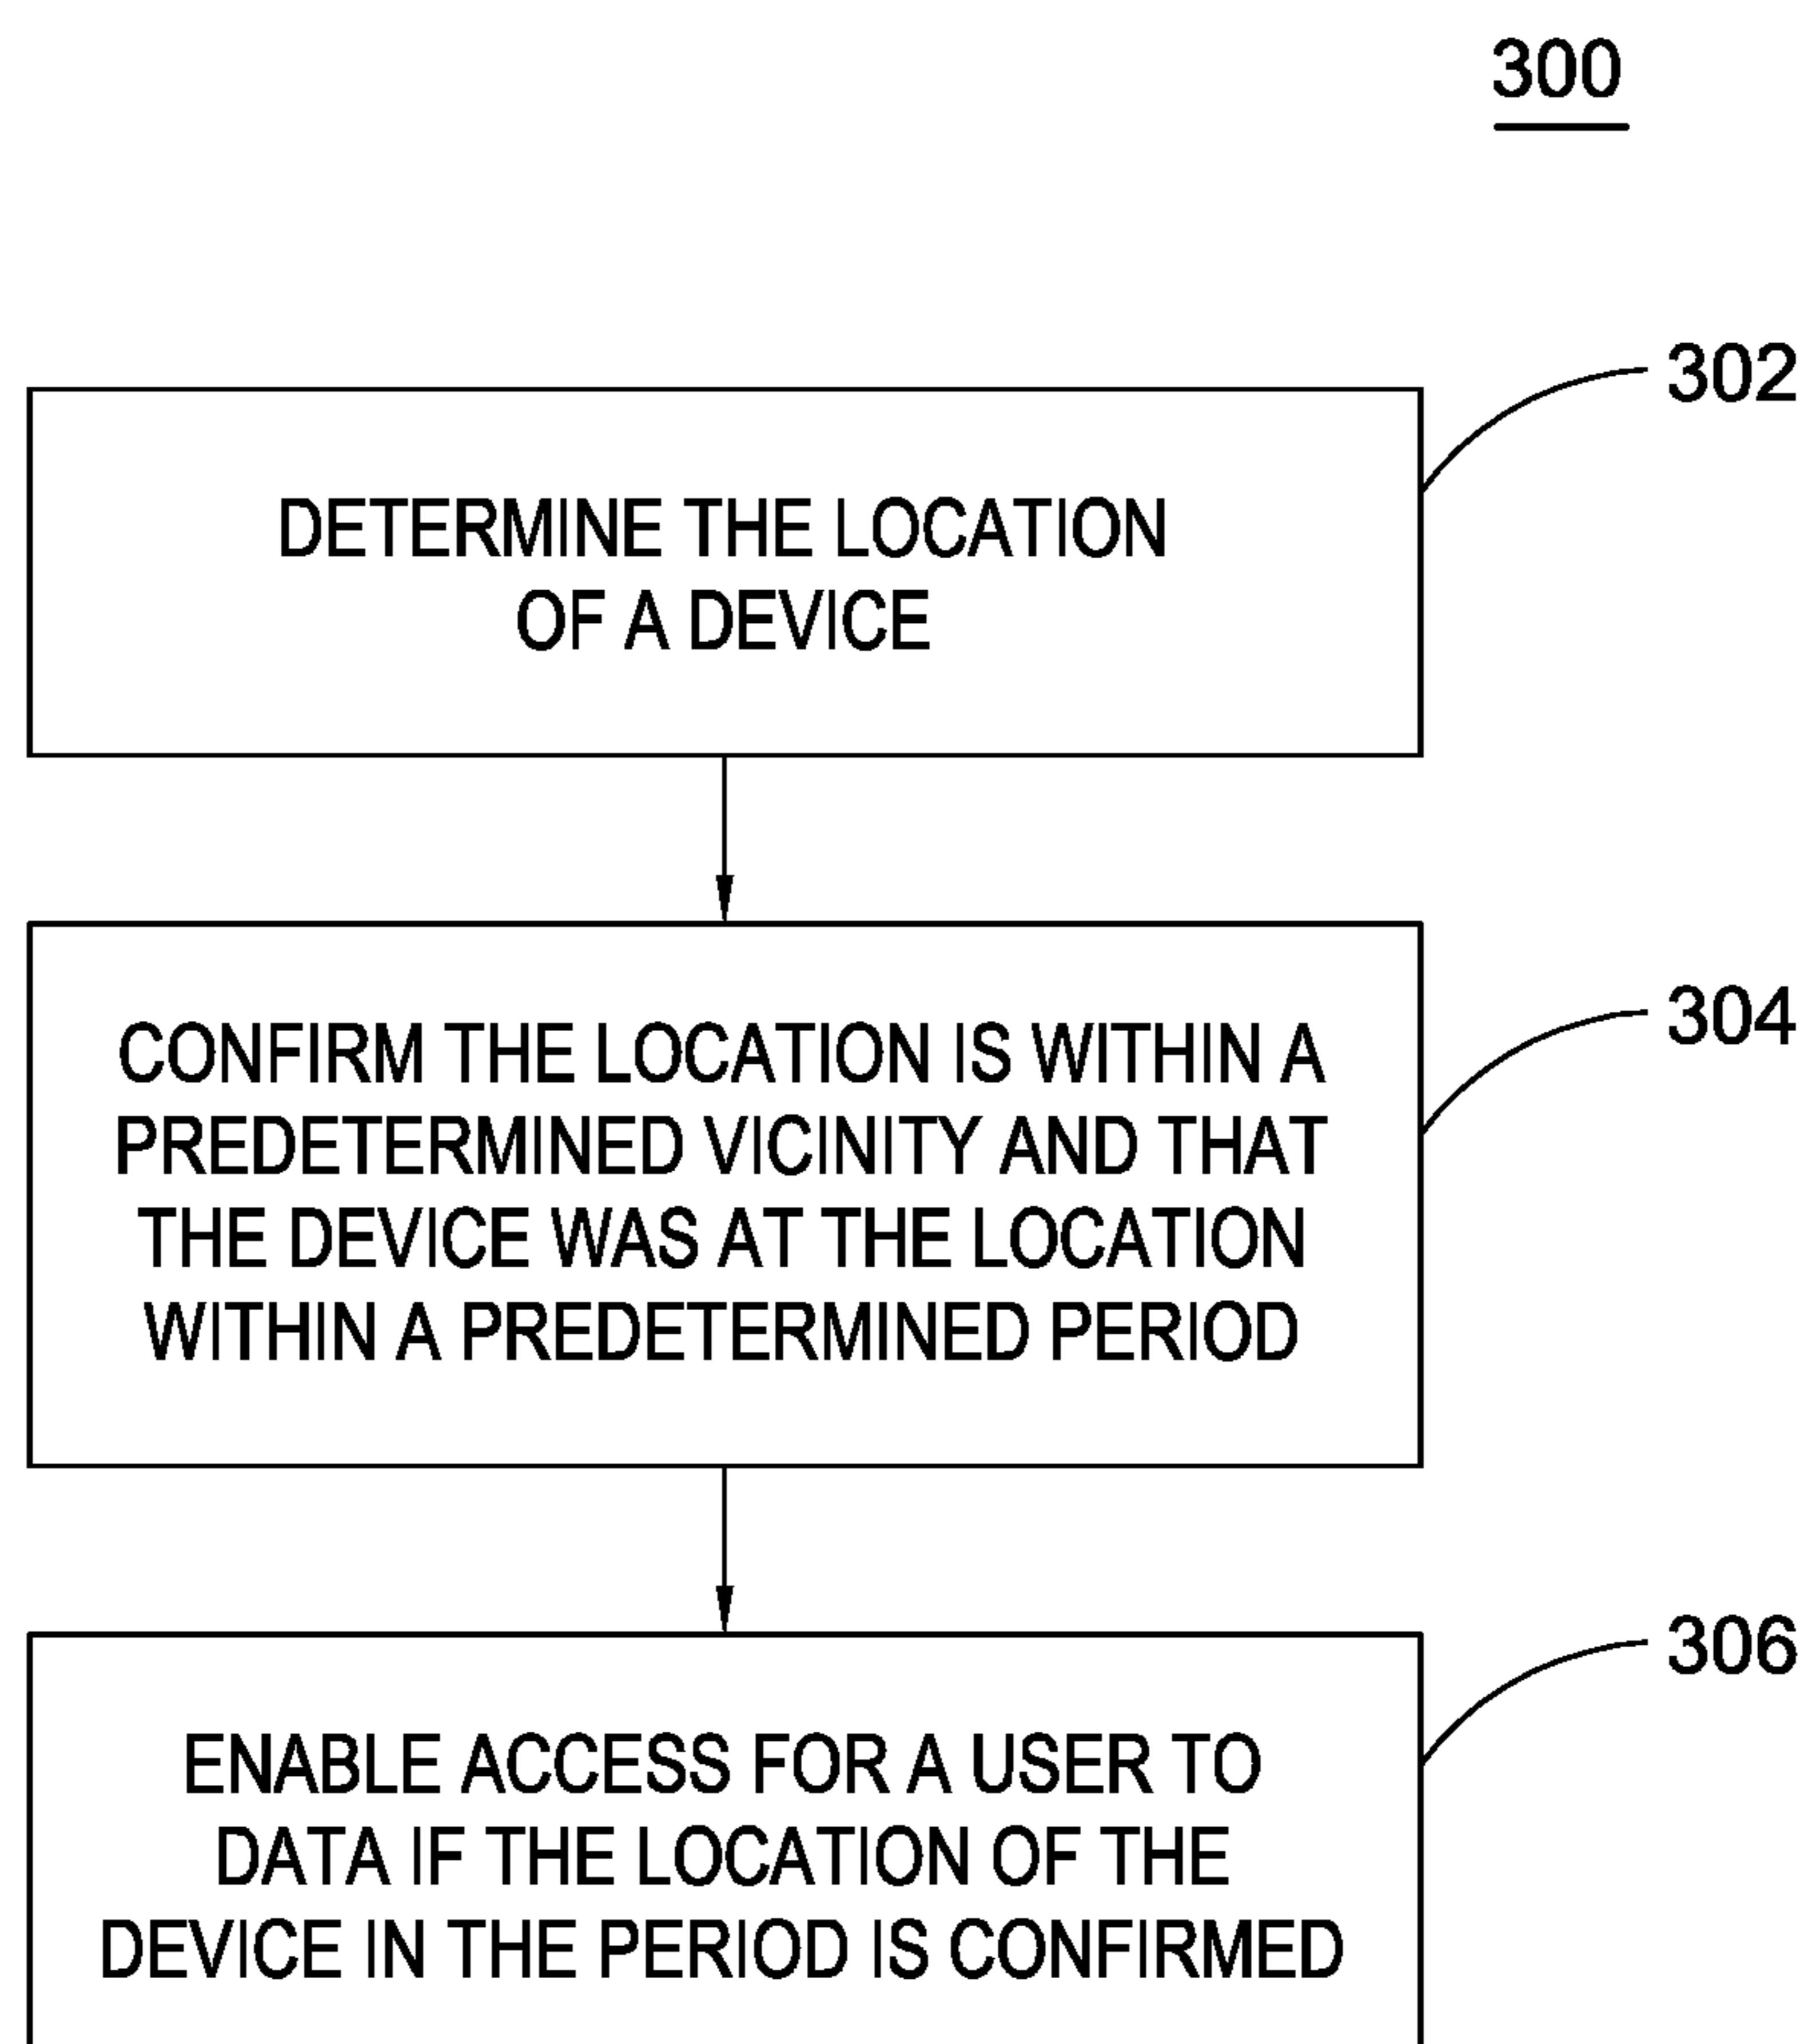 300
302
DETERMINE THE LOCATION
OF A DEVICE
304
CONFIRM THE LOCATION IS WITHIN A
PREDETERMINED VICINITY AND THAT
THE DEVICE WAS AT THE LOCATION
WITHIN A PREDETERMINED PERIOD
306
ENABLE ACCESS FOR A USER TO
DATA IF THE LOCATION OF THE
DEVICE IN THE PERIOD IS CONFIRMED